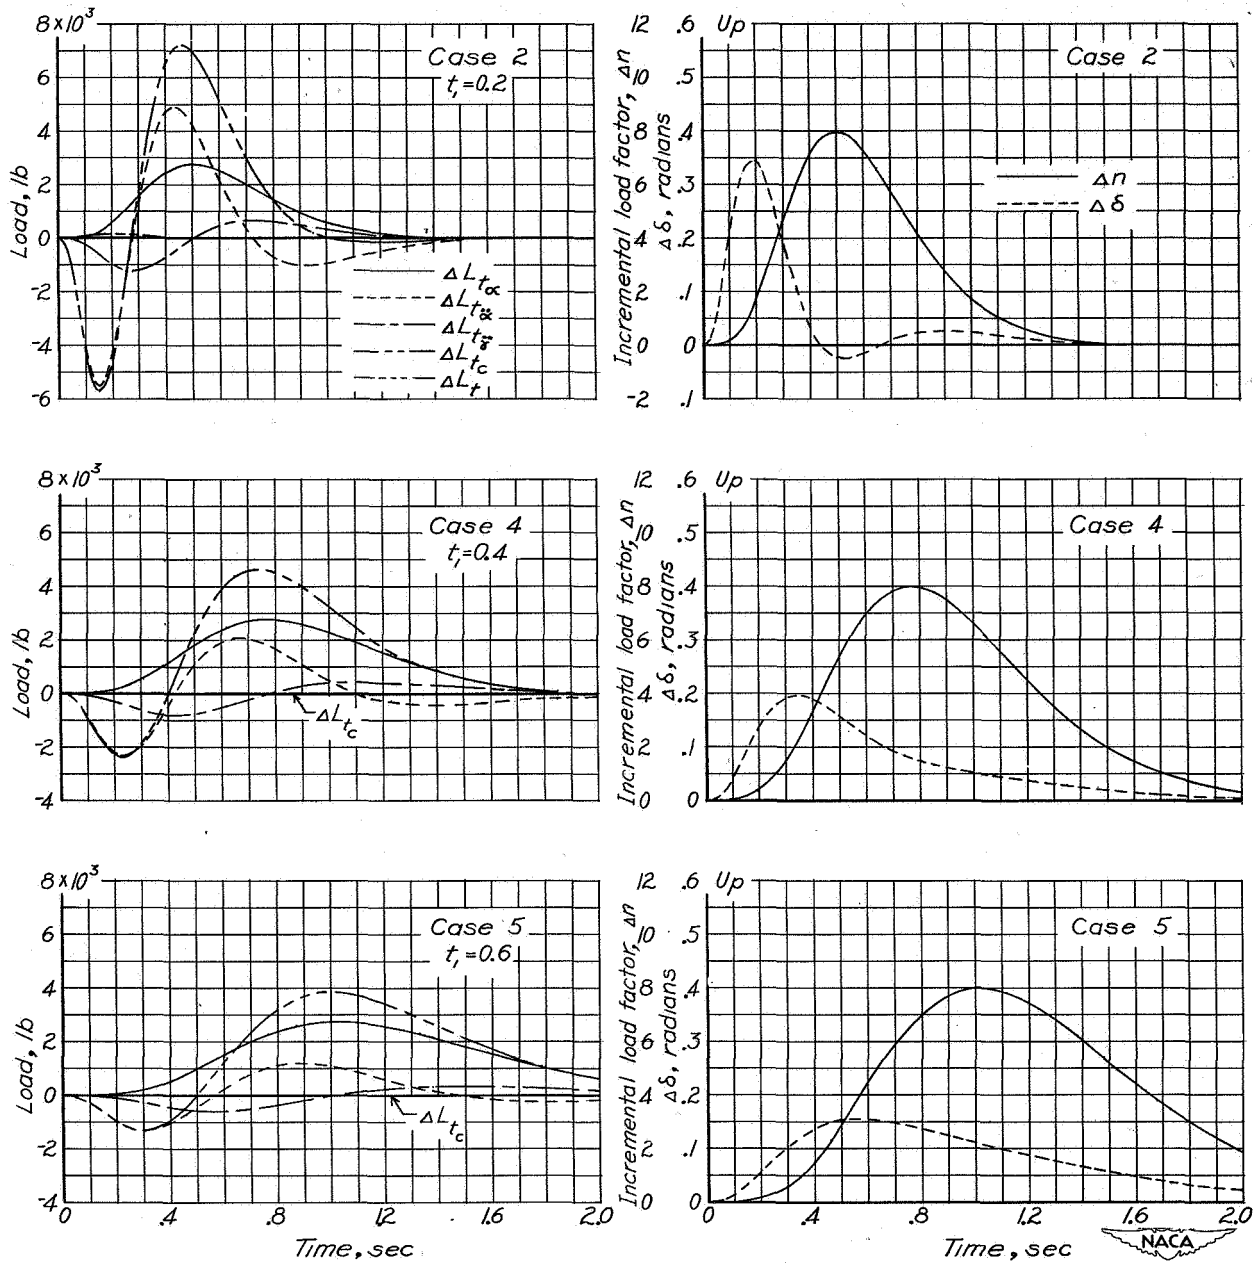 8×10³
6
4
2
0
-2
-4
-6
Load, lb
Case 2
t₁=0.2
ΔL_tα
ΔL_tα̈
ΔL_tγ̈
ΔL_tc
ΔL_t
12
10
8
6
4
2
0
-2
Incremental load factor, Δn
.6
.5
.4
.3
.2
.1
0
.1
Δδ, radians
Up
Case 2
Δn
Δδ
8×10³
6
4
2
0
-2
-4
Load, lb
Case 4
t₁=0.4
ΔL_tc
12
10
8
6
4
2
0
Incremental load factor, Δn
.6
.5
.4
.3
.2
.1
0
Δδ, radians
Up
Case 4
8×10³
6
4
2
0
-2
-4
Load, lb
Case 5
t₁=0.6
ΔL_tc
0 .4 .8 1.2 1.6 2.0
Time, sec
12
10
8
6
4
2
0
Incremental load factor, Δn
.6
.5
.4
.3
.2
.1
0
Δδ, radians
Up
Case 5
0 .4 .8 1.2 1.6 2.0
Time, sec
NACA